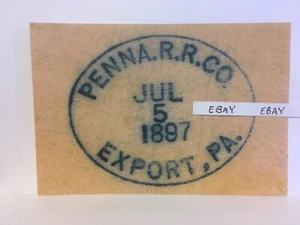 PENNA.R.R.CO.
JUL
5
1897
EXPORT, PA.
EBAY EBAY